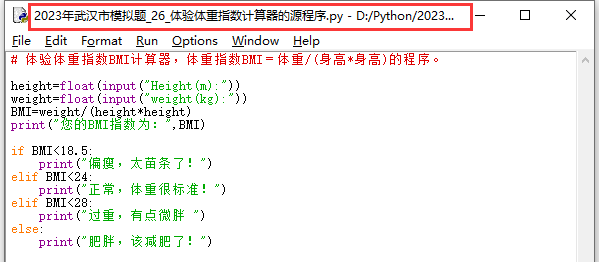 2023年武汉市模拟题_26_体验体重指数计算器的源程序.py - D:/Python/2023...
File Edit Format Run Options Window Help
# 体验体重指数BMI计算器，体重指数BMI＝体重/(身高*身高)的程序。
height=float(input("Height(m):"))
weight=float(input("weight(kg):"))
BMI=weight/(height*height)
print("您的BMI指数为：",BMI)
if BMI<18.5:
    print("偏瘦，太苗条了！")
elif BMI<24:
    print("正常，体重很标准！")
elif BMI<28:
    print("过重，有点微胖 ")
else:
    print("肥胖，该减肥了！")